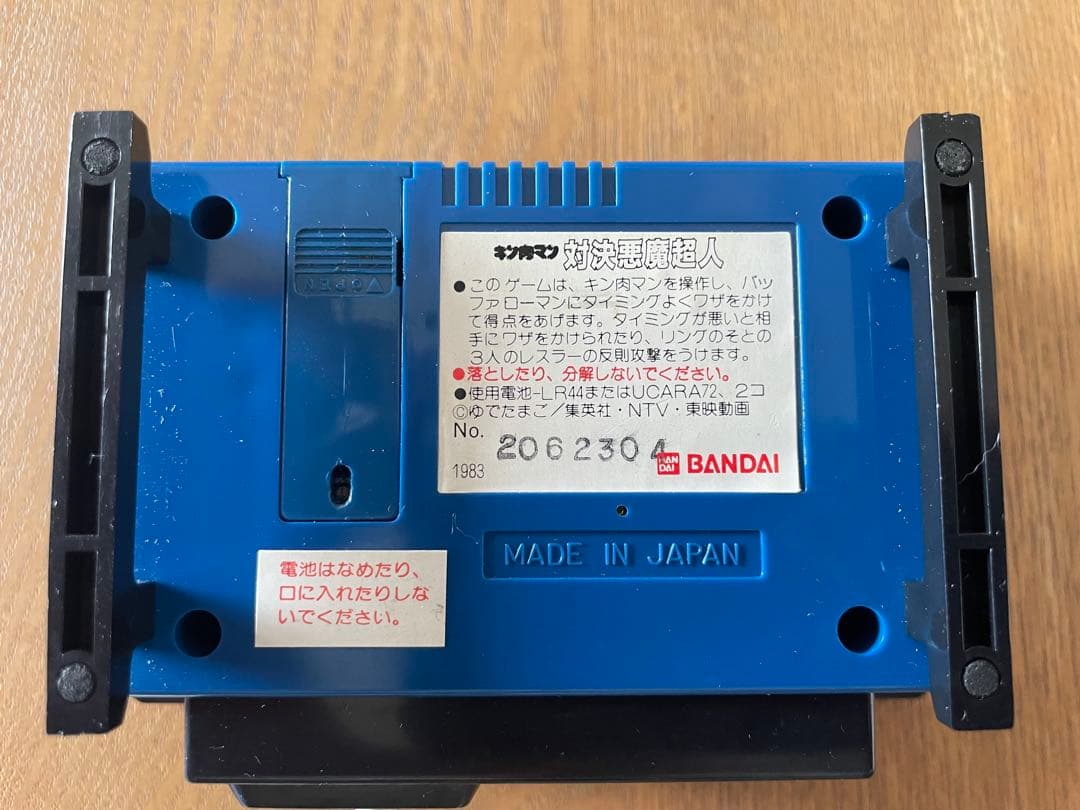 OPEN
キン肉マン 対決悪魔超人
●このゲームは、キン肉マンを操作し、バッ
ファローマンにタイミングよくワザをかけ
て得点をあげます。タイミングが悪いと相
手にワザをかけられたり、リングのそとの
3人のレスラーの反則攻撃をうけます。
●落としたり、分解しないでください。
●使用電池-LR44またはUCARA72、2コ
©ゆでたまご/集英社・NTV・東映動画
No. 2062304
1983 BAN DAI BANDAI
MADE IN JAPAN
電池はなめたり、
口に入れたりしな
いでください。